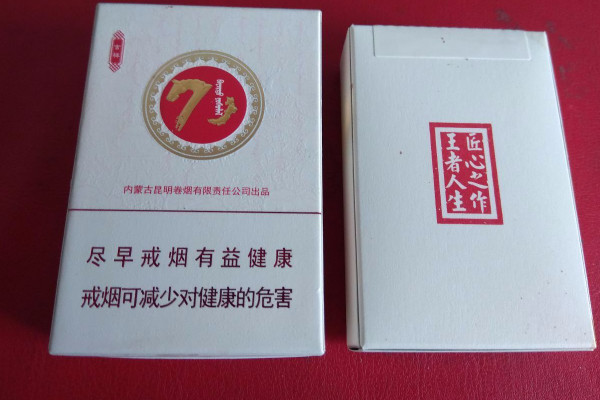 内蒙古昆明卷烟有限责任公司出品
尽早戒烟有益健康
戒烟可减少对健康的危害
匠心之作
王者人生